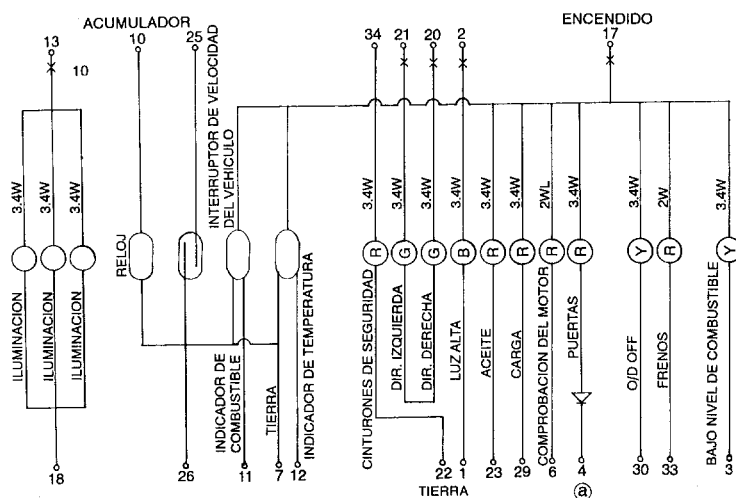 ACUMULADOR
ENCENDIDO
13
10
25
34
21
20
2
17
10
INTERRUPTOR DE VELOCIDAD
DEL VEHICULO
3.4W
3.4W
3.4W
3.4W
3.4W
3.4W
3.4W
3.4W
3.4W
2WL
3.4W
3.4W
2W
3.4W
R
G
G
B
R
R
R
R
Y
R
Y
ILUMINACION
ILUMINACION
ILUMINACION
RELOJ
INDICADOR DE
COMBUSTIBLE
TIERRA
INDICADOR DE TEMPERATURA
CINTURONES DE SEGURIDAD
DIR. IZQUIERDA
DIR. DERECHA
LUZ ALTA
ACEITE
CARGA
COMPROBACION DEL MOTOR
PUERTAS
O/D OFF
FRENOS
BAJO NIVEL DE COMBUSTIBLE
18
26
11
7
12
22
1
23
29
6
4
30
33
3
TIERRA
a